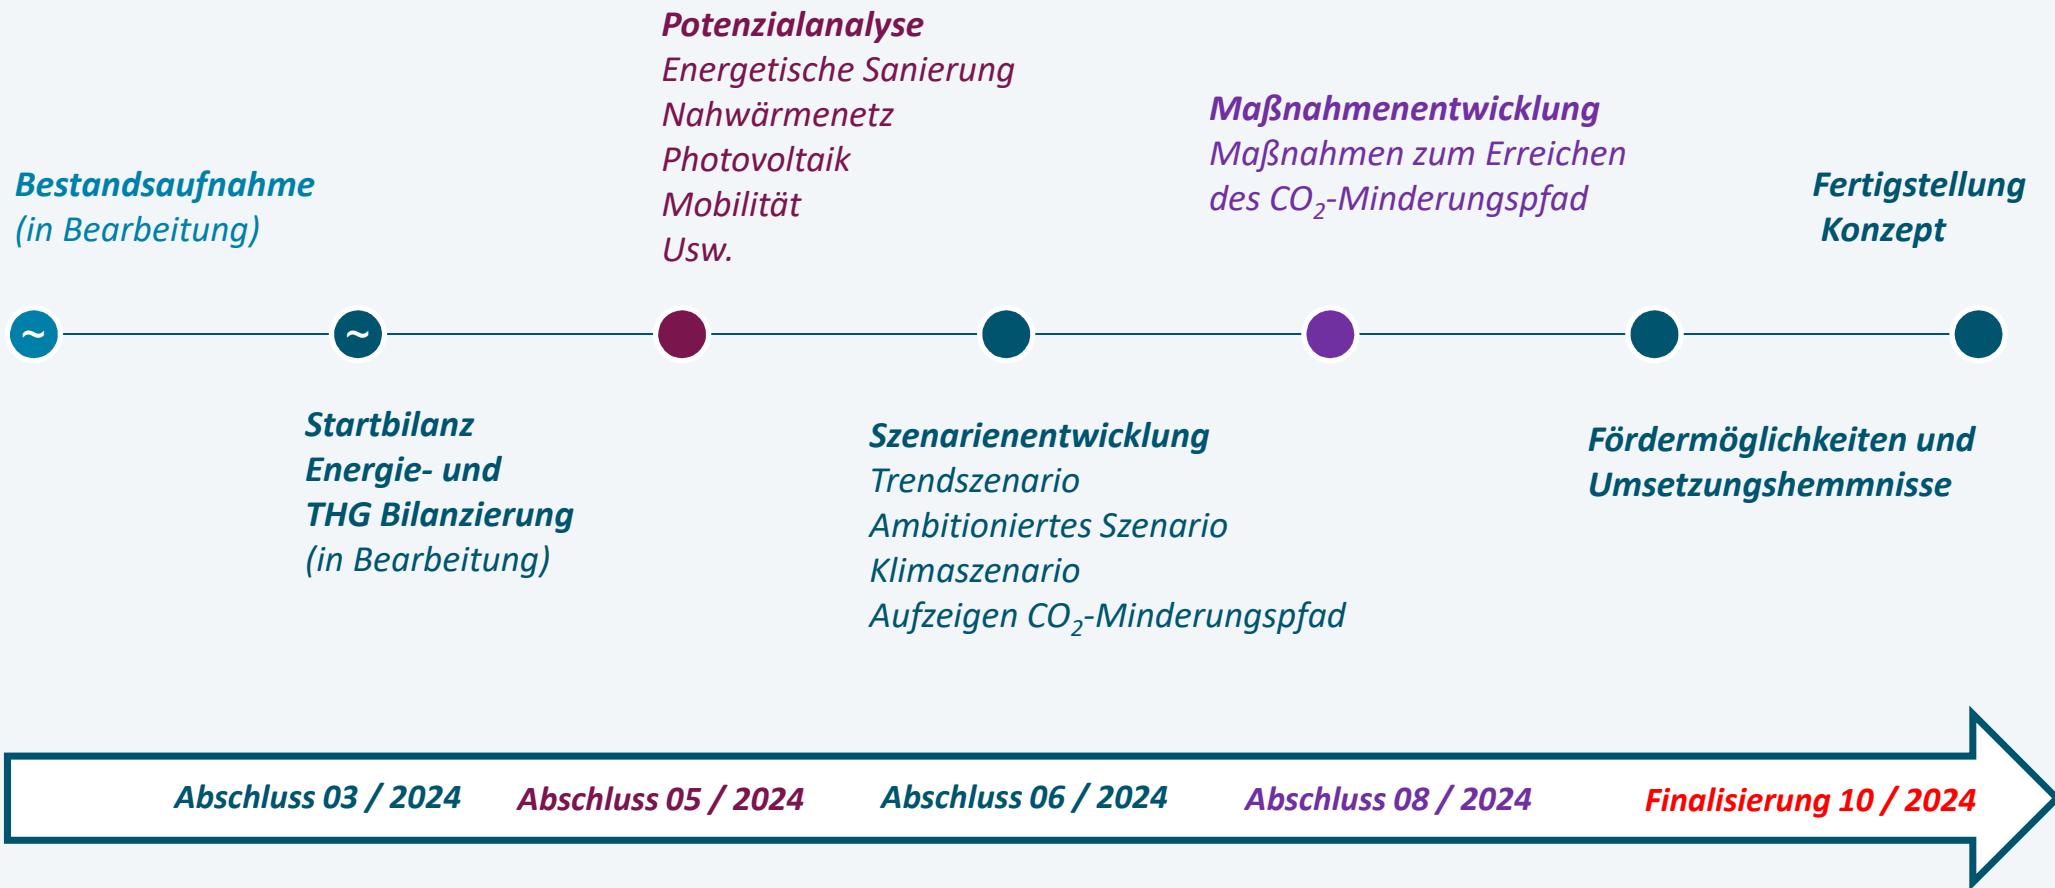 Bestandsaufnahme
(in Bearbeitung)
~
Startbilanz
Energie- und
THG Bilanzierung
(in Bearbeitung)
~
Potenzialanalyse
Energetische Sanierung
Nahwärmenetz
Photovoltaik
Mobilität
Usw.
Szenarienentwicklung
Trendszenario
Ambitioniertes Szenario
Klimaszenario
Aufzeigen CO₂-Minderungspfad
Maßnahmenentwicklung
Maßnahmen zum Erreichen
des CO₂-Minderungspfad
Fördermöglichkeiten und
Umsetzungshemmnisse
Fertigstellung
Konzept
Abschluss 03 / 2024
Abschluss 05 / 2024
Abschluss 06 / 2024
Abschluss 08 / 2024
Finalisierung 10 / 2024